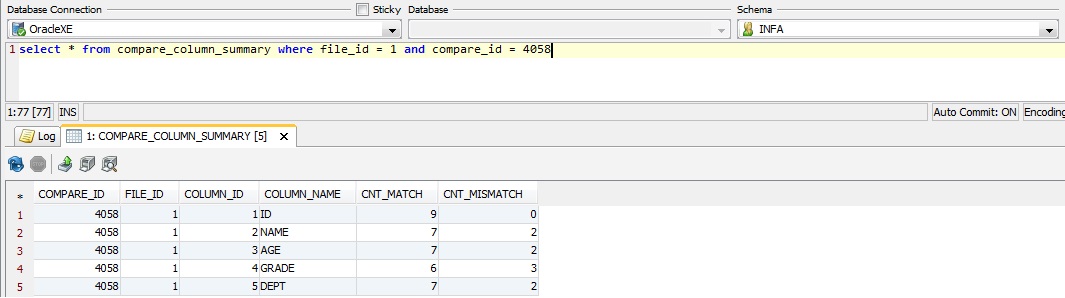 Database Connection Sticky Database Schema
OracleXE INFA
1 select * from compare_column_summary where file_id = 1 and compare_id = 4058
1:77 [77] INS Auto Commit: ON Encoding
Log 1: COMPARE_COLUMN_SUMMARY [5]
* COMPARE_ID FILE_ID COLUMN_ID COLUMN_NAME CNT_MATCH CNT_MISMATCH
1 4058 1 1 ID 9 0
2 4058 1 2 NAME 7 2
3 4058 1 3 AGE 7 2
4 4058 1 4 GRADE 6 3
5 4058 1 5 DEPT 7 2